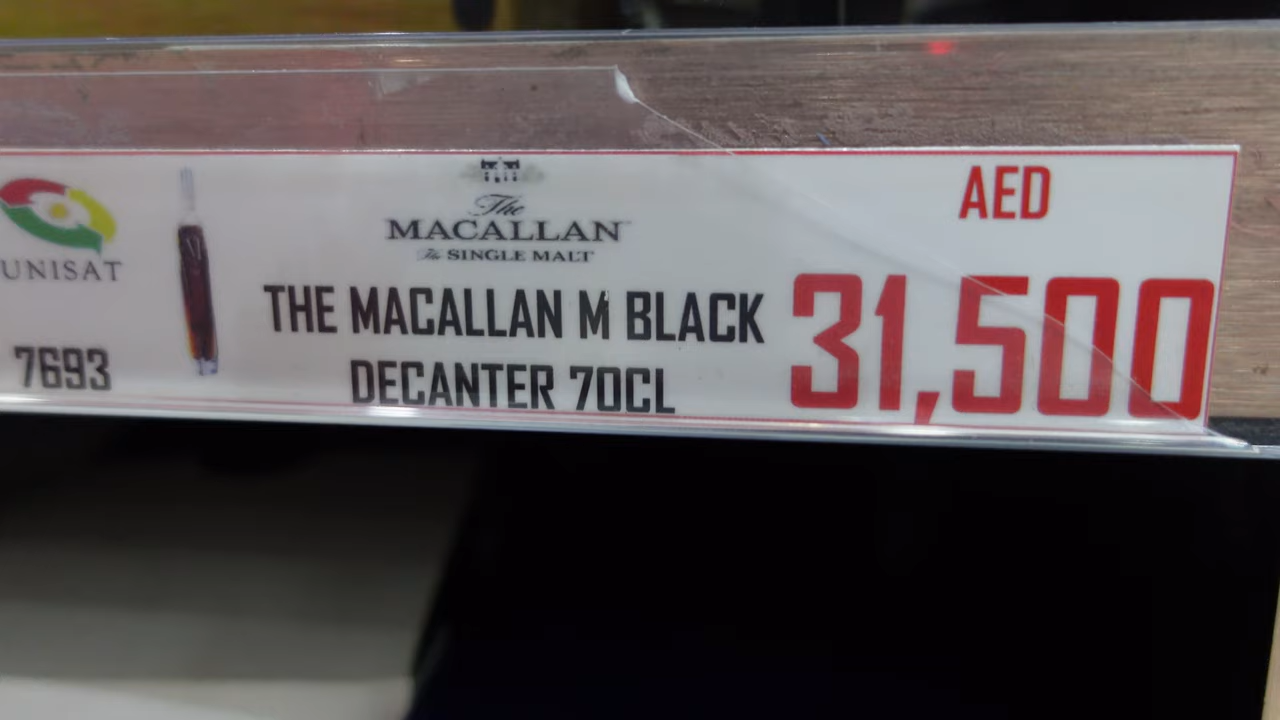 UNISAT
7693
The
MACALLAN
The SINGLE MALT
THE MACALLAN M BLACK
DECANTER 70CL
AED
31,500